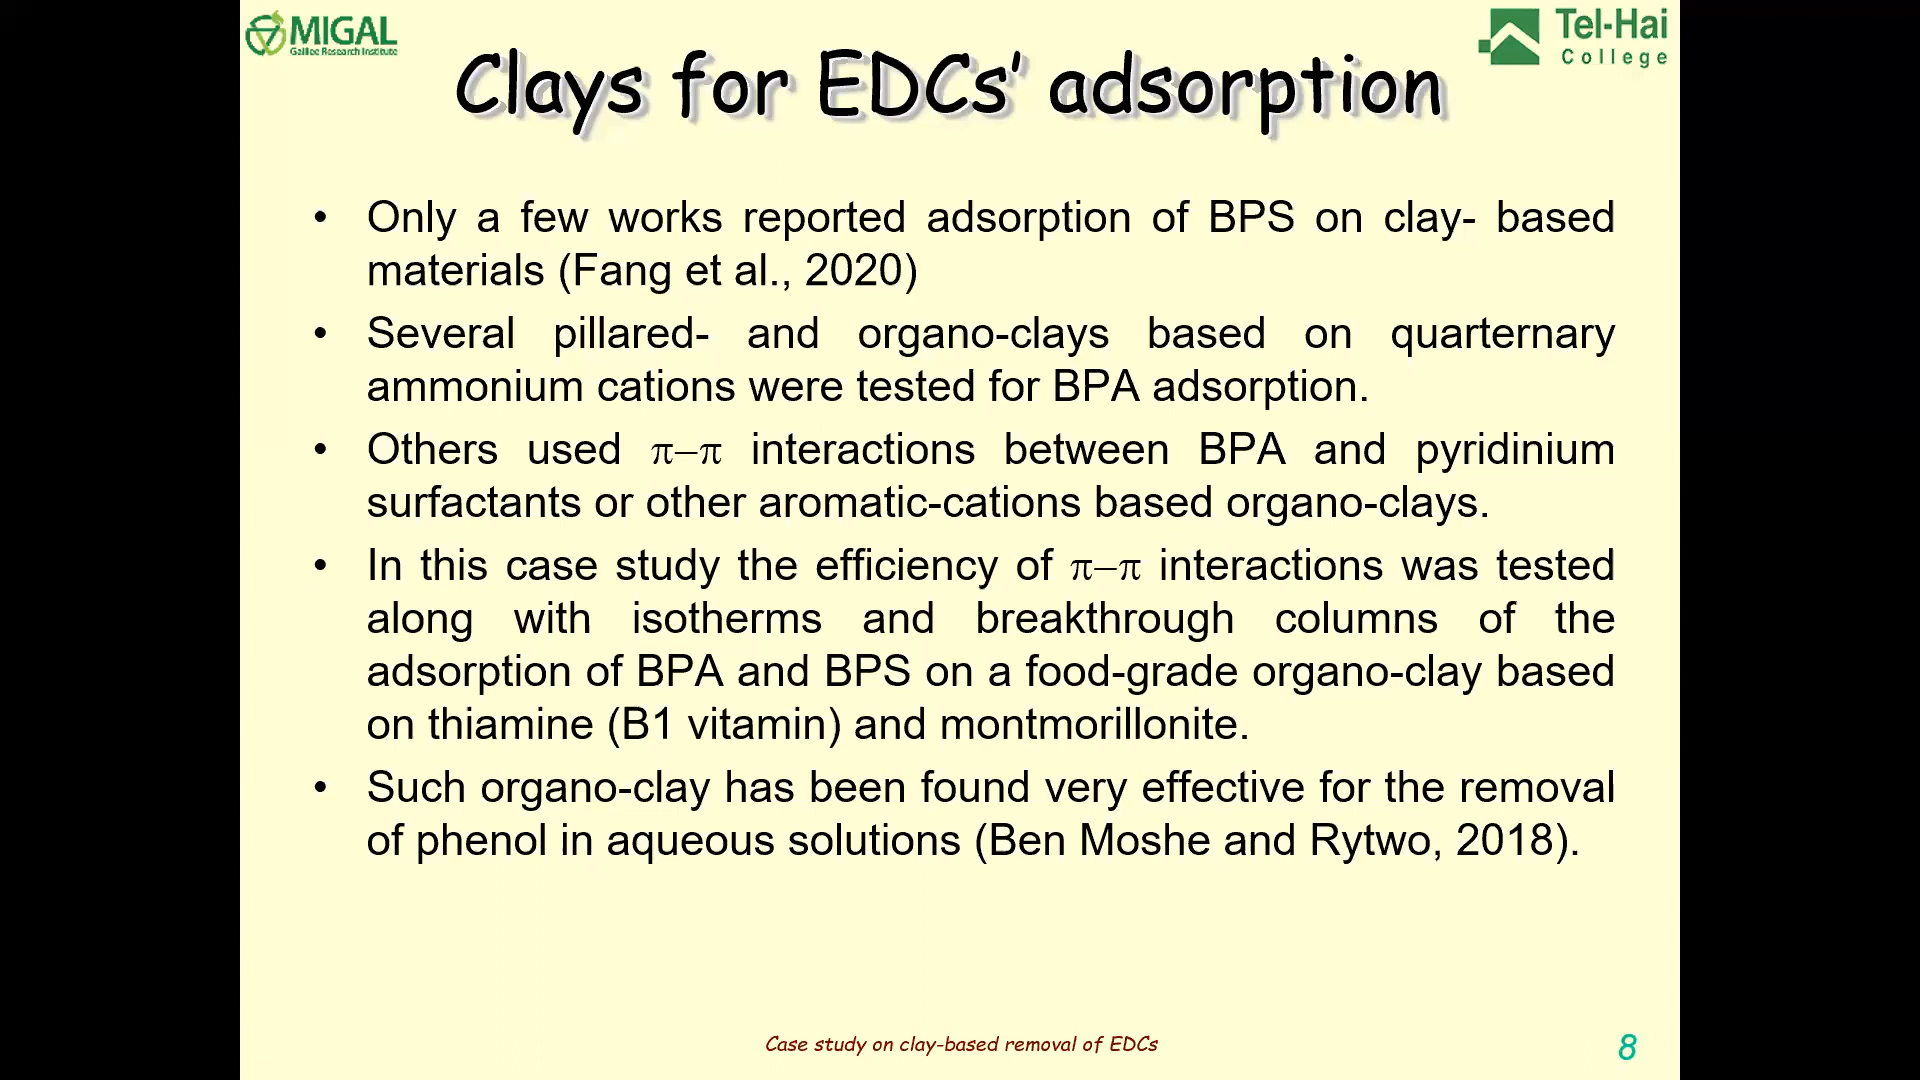 MIGAL
Galilee Research Institute
Tel-Hai
College
Clays for EDCs’ adsorption
• Only a few works reported adsorption of BPS on clay- based
materials (Fang et al., 2020)
• Several pillared- and organo-clays based on quarternary
ammonium cations were tested for BPA adsorption.
• Others used π–π interactions between BPA and pyridinium
surfactants or other aromatic-cations based organo-clays.
• In this case study the efficiency of π–π interactions was tested
along with isotherms and breakthrough columns of the
adsorption of BPA and BPS on a food-grade organo-clay based
on thiamine (B1 vitamin) and montmorillonite.
• Such organo-clay has been found very effective for the removal
of phenol in aqueous solutions (Ben Moshe and Rytwo, 2018).
Case study on clay-based removal of EDCs
8